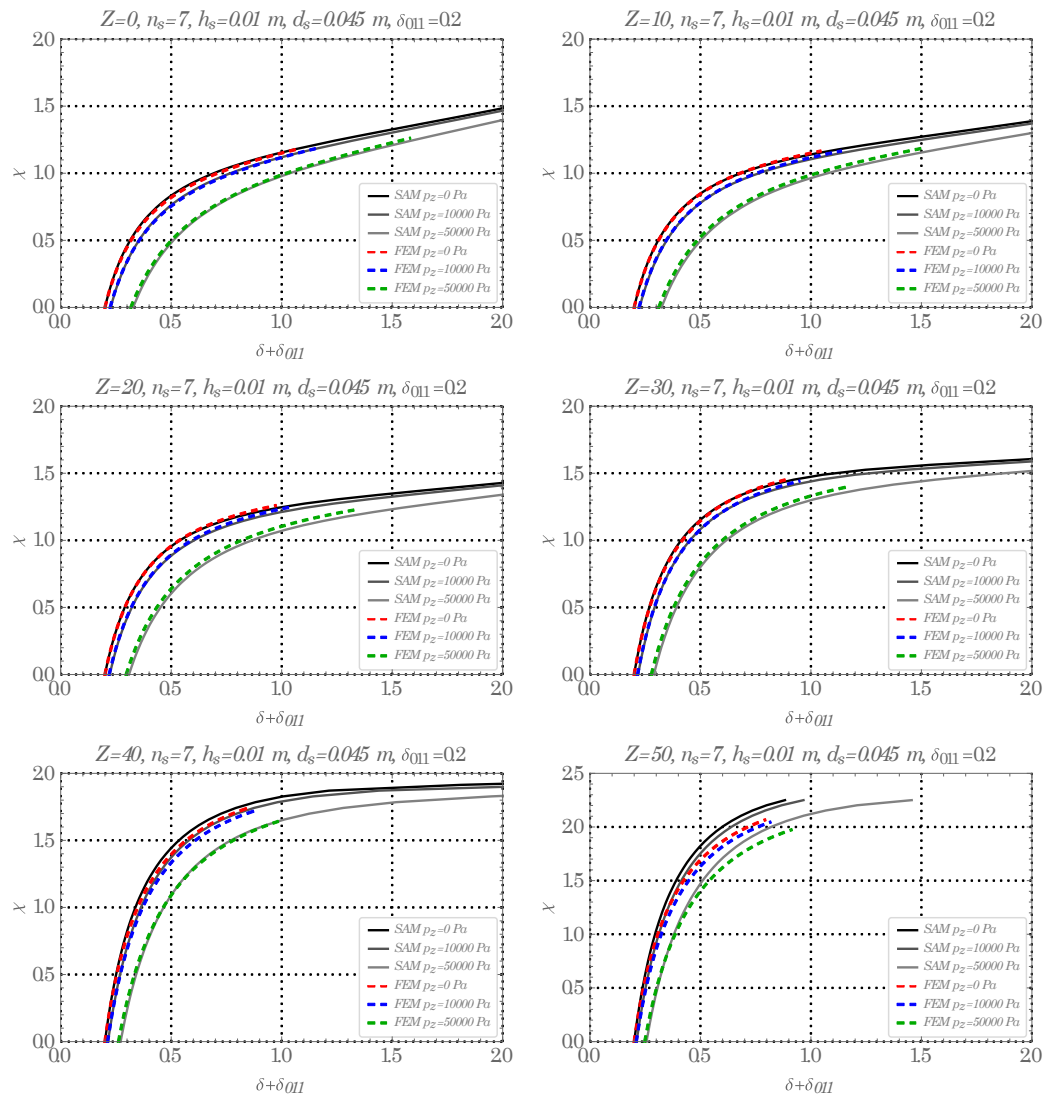 Z=0, n_s=7, h_s=0.01 m, d_s=0.045 m, δ_011=0.2
2.0
1.5
1.0
0.5
0.0
χ
SAM p_z=0 Pa
SAM p_z=10000 Pa
SAM p_z=50000 Pa
FEM p_z=0 Pa
FEM p_z=10000 Pa
FEM p_z=50000 Pa
0.0 0.5 1.0 1.5 2.0
δ+δ_011
Z=10, n_s=7, h_s=0.01 m, d_s=0.045 m, δ_011=0.2
2.0
1.5
1.0
0.5
0.0
χ
SAM p_z=0 Pa
SAM p_z=10000 Pa
SAM p_z=50000 Pa
FEM p_z=0 Pa
FEM p_z=10000 Pa
FEM p_z=50000 Pa
0.0 0.5 1.0 1.5 2.0
δ+δ_011
Z=20, n_s=7, h_s=0.01 m, d_s=0.045 m, δ_011=0.2
2.0
1.5
1.0
0.5
0.0
χ
SAM p_z=0 Pa
SAM p_z=10000 Pa
SAM p_z=50000 Pa
FEM p_z=0 Pa
FEM p_z=10000 Pa
FEM p_z=50000 Pa
0.0 0.5 1.0 1.5 2.0
δ+δ_011
Z=30, n_s=7, h_s=0.01 m, d_s=0.045 m, δ_011=0.2
2.0
1.5
1.0
0.5
0.0
χ
SAM p_z=0 Pa
SAM p_z=10000 Pa
SAM p_z=50000 Pa
FEM p_z=0 Pa
FEM p_z=10000 Pa
FEM p_z=50000 Pa
0.0 0.5 1.0 1.5 2.0
δ+δ_011
Z=40, n_s=7, h_s=0.01 m, d_s=0.045 m, δ_011=0.2
2.0
1.5
1.0
0.5
0.0
χ
SAM p_z=0 Pa
SAM p_z=10000 Pa
SAM p_z=50000 Pa
FEM p_z=0 Pa
FEM p_z=10000 Pa
FEM p_z=50000 Pa
0.0 0.5 1.0 1.5 2.0
δ+δ_011
Z=50, n_s=7, h_s=0.01 m, d_s=0.045 m, δ_011=0.2
2.5
2.0
1.5
1.0
0.5
0.0
χ
SAM p_z=0 Pa
SAM p_z=10000 Pa
SAM p_z=50000 Pa
FEM p_z=0 Pa
FEM p_z=10000 Pa
FEM p_z=50000 Pa
0.0 0.5 1.0 1.5 2.0
δ+δ_011